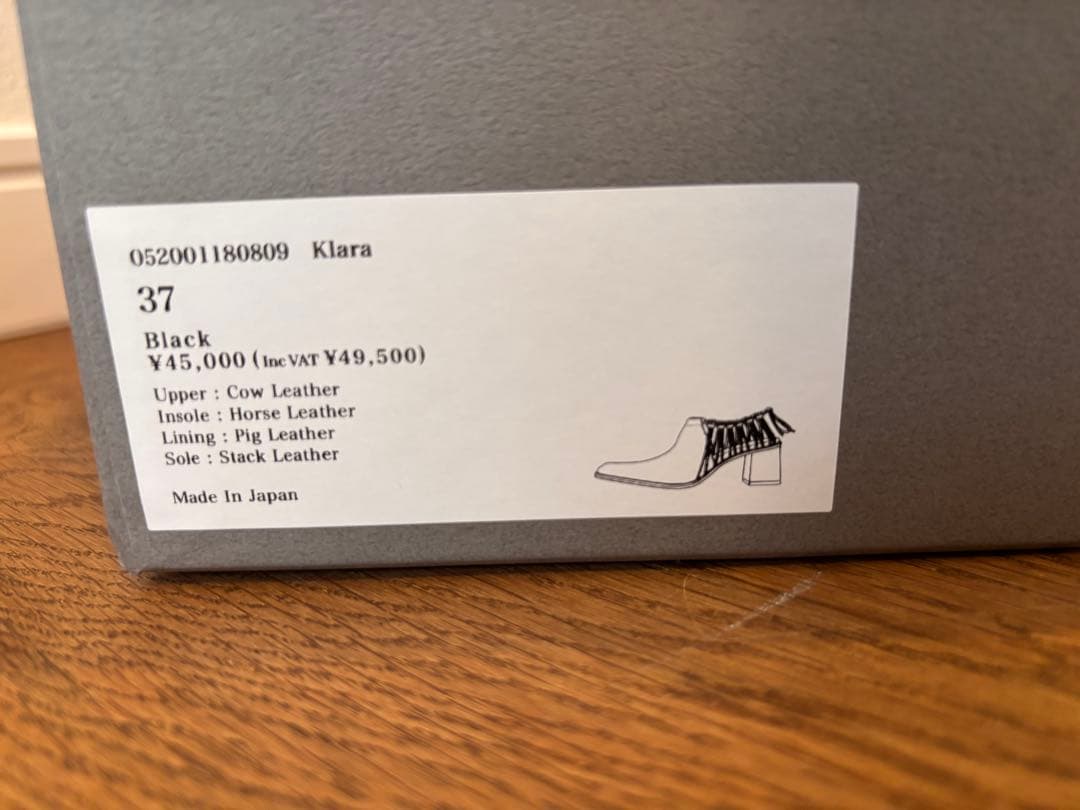 052001180809 Klara
37
Black
¥45,000 (Inc VAT ¥49,500)
Upper : Cow Leather
Insole : Horse Leather
Lining : Pig Leather
Sole : Stack Leather
Made In Japan